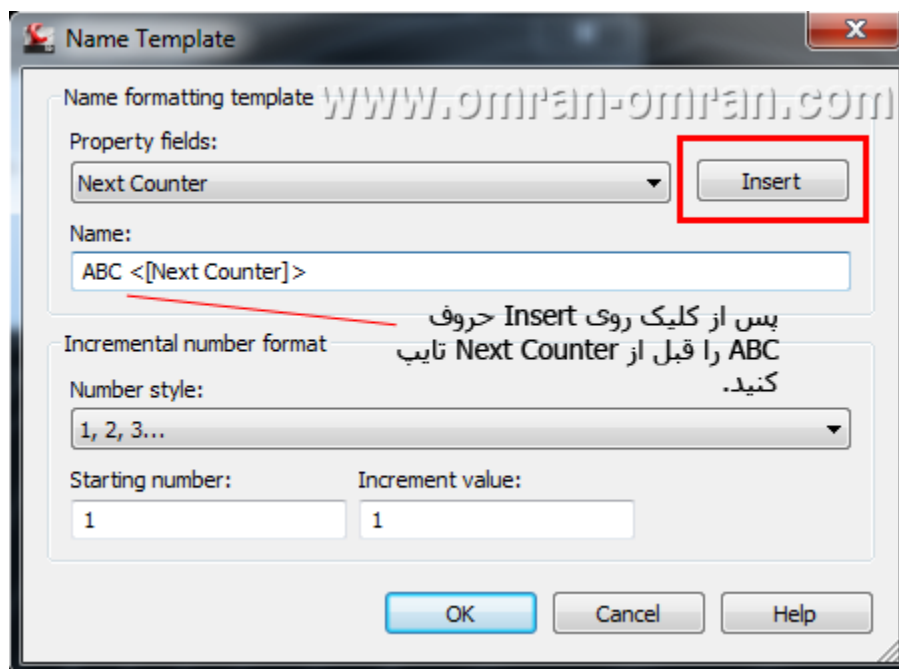 Name Template
x
www.omran-omran.com
Name formatting template
Property fields:
Next Counter
Insert
Name:
ABC <[Next Counter]>
پس از کلیک روی Insert حروف
ABC را قبل از Next Counter تایپ
کنید.
Incremental number format
Number style:
1, 2, 3...
Starting number:
Increment value:
1
1
OK
Cancel
Help